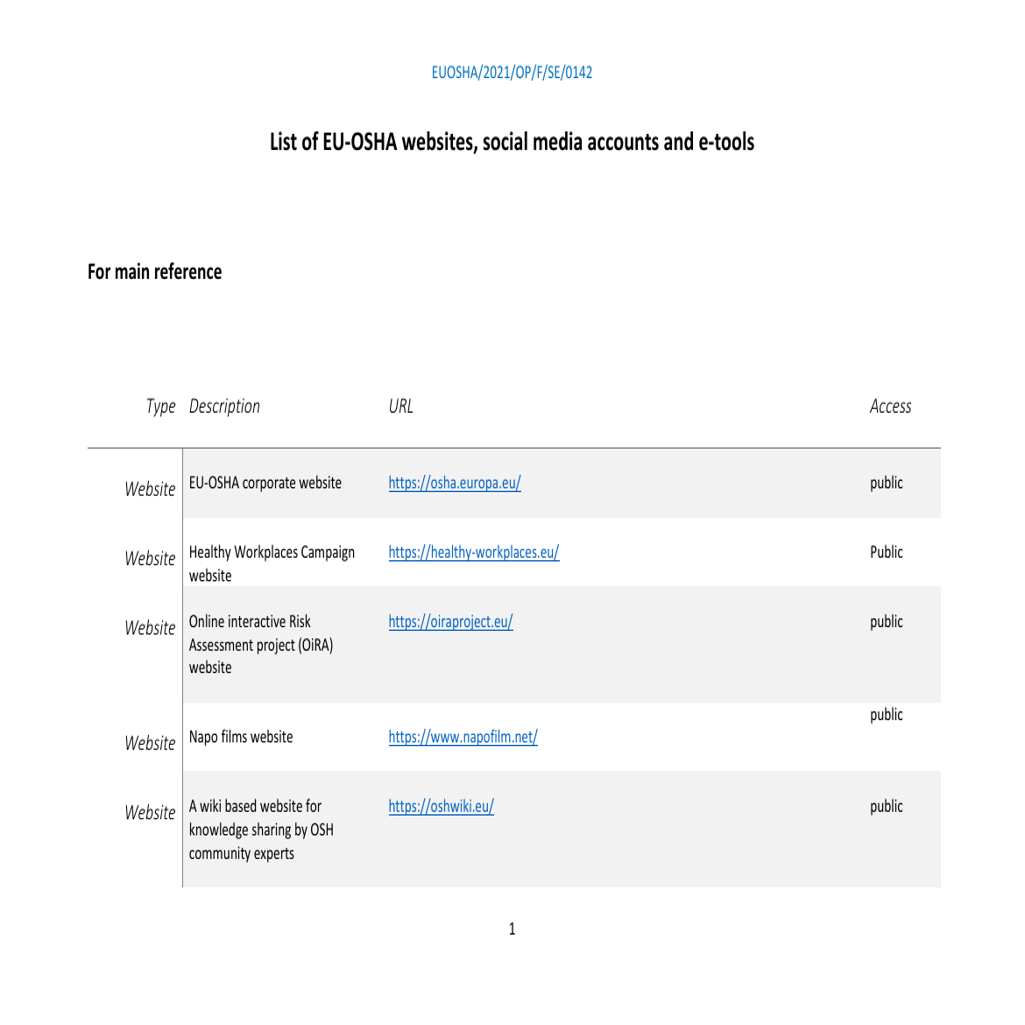 EUOSHA/2021/OP/F/SE/0142
List of EU-OSHA websites, social media accounts and e-tools
For main reference
Type Description URL Access
Website EU-OSHA corporate website https://osha.europa.eu/ public
Website Healthy Workplaces Campaign https://healthy-workplaces.eu/ Public
website
Website Online interactive Risk https://oiraproject.eu/ public
Assessment project (OiRA)
website
public
Website Napo films website https://www.napofilm.net/
Website A wiki based website for https://oshwiki.eu/ public
knowledge sharing by OSH
community experts
1